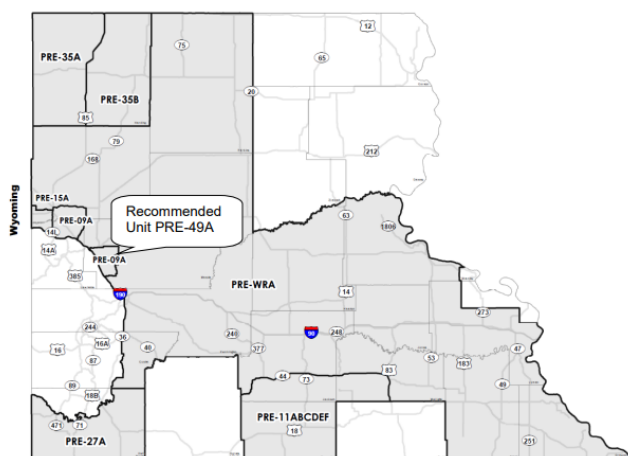 12
PRE-35A
75
65
PRE-35B
20
85
79
212
168
PRE-15A
Wyoming
PRE-09A
Recommended
Unit PRE-49A
63
14L
1806
14A
PRE-09A
385
PRE-WRA
190
14
273
244
240
90
248
36
16
16A
40
377
53
47
87
183
44
73
83
89
49
18B
PRE-11ABCDEF
471
71
18
PRE-27A
251